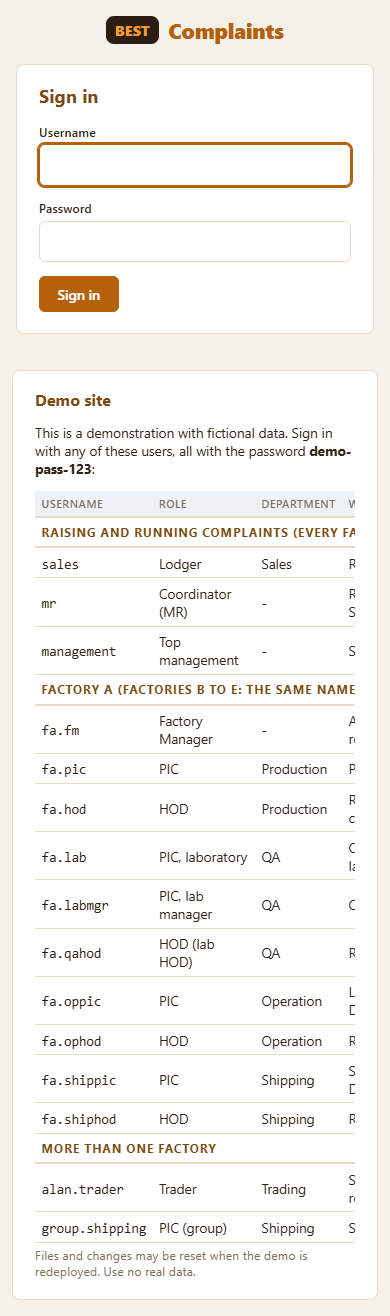 BEST Complaints
Sign in
Username
Password
Sign in
Demo site
This is a demonstration with fictional data. Sign in
with any of these users, all with the password demo-
pass-123:
USERNAME ROLE DEPARTMENT
RAISING AND RUNNING COMPLAINTS (EVERY
sales Lodger Sales
mr Coordinator (MR) -
management Top management -
FACTORY A (FACTORIES B TO E: THE SAME NAME
fa.fm Factory Manager -
fa.pic PIC Production
fa.hod HOD Production
fa.lab PIC, laboratory QA
fa.labmgr PIC, lab manager QA
fa.qahod HOD (lab HOD) QA
fa.oppic PIC Operation
fa.ophod HOD Operation
fa.shippic PIC Shipping
fa.shiphod HOD Shipping
MORE THAN ONE FACTORY
alan.trader Trader Trading
group.shipping PIC (group) Shipping
Files and changes may be reset when the demo is
redeployed. Use no real data.